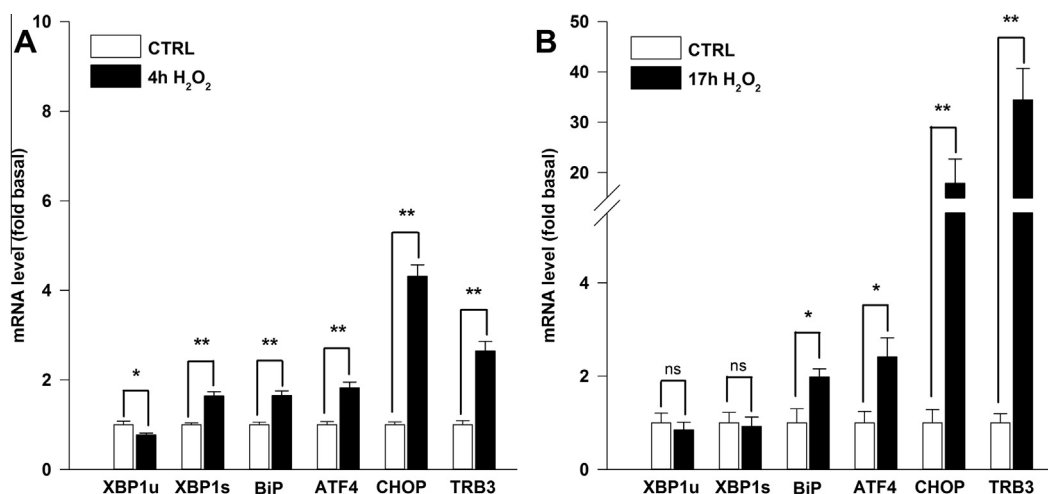 A
CTRL
4h H₂O₂
mRNA level (fold basal)
10
8
6
4
2
0
*
**
**
**
**
**
XBP1u XBP1s BiP ATF4 CHOP TRB3
B
CTRL
17h H₂O₂
mRNA level (fold basal)
50
40
30
20
4
2
0
ns
ns
*
*
**
**
XBP1u XBP1s BiP ATF4 CHOP TRB3